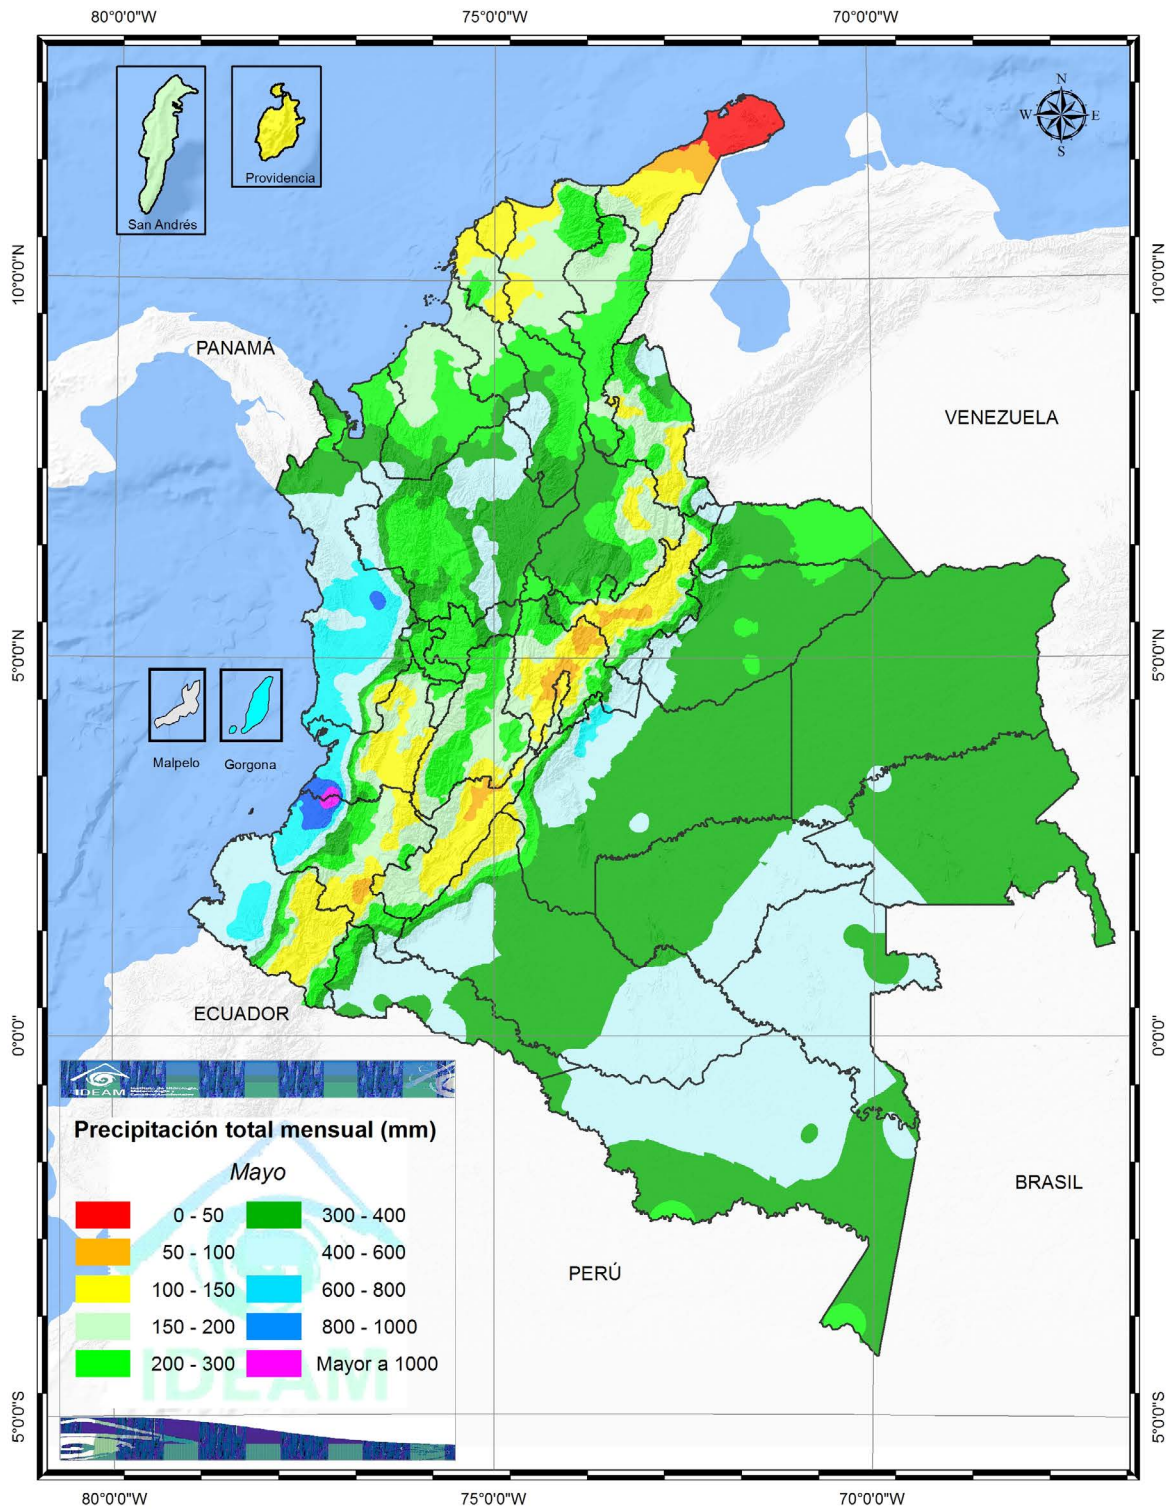 80°0'0"W
75°0'0"W
70°0'0"W
N
W
E
S
San Andrés
Providencia
10°0'0"N
10°0'0"N
PANAMÁ
VENEZUELA
5°0'0"N
5°0'0"N
Malpelo
Gorgona
ECUADOR
0°0'0"
0°0'0"
IDEAM
Precipitación total mensual (mm)
Mayo
0 - 50
50 - 100
100 - 150
150 - 200
200 - 300
300 - 400
400 - 600
600 - 800
800 - 1000
Mayor a 1000
IDEAM
BRASIL
PERÚ
5°0'0"S
5°0'0"S
80°0'0"W
75°0'0"W
70°0'0"W